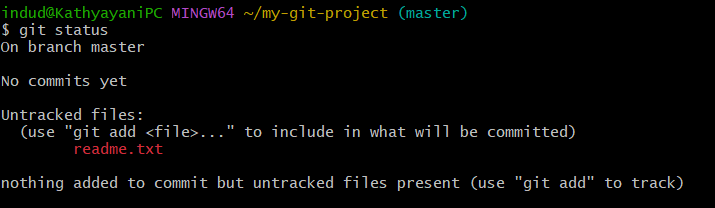 indud@KathyayaniPC MINGW64 ~/my-git-project (master)
$ git status
On branch master
No commits yet
Untracked files:
(use "git add <file>..." to include in what will be committed)
readme.txt
nothing added to commit but untracked files present (use "git add" to track)